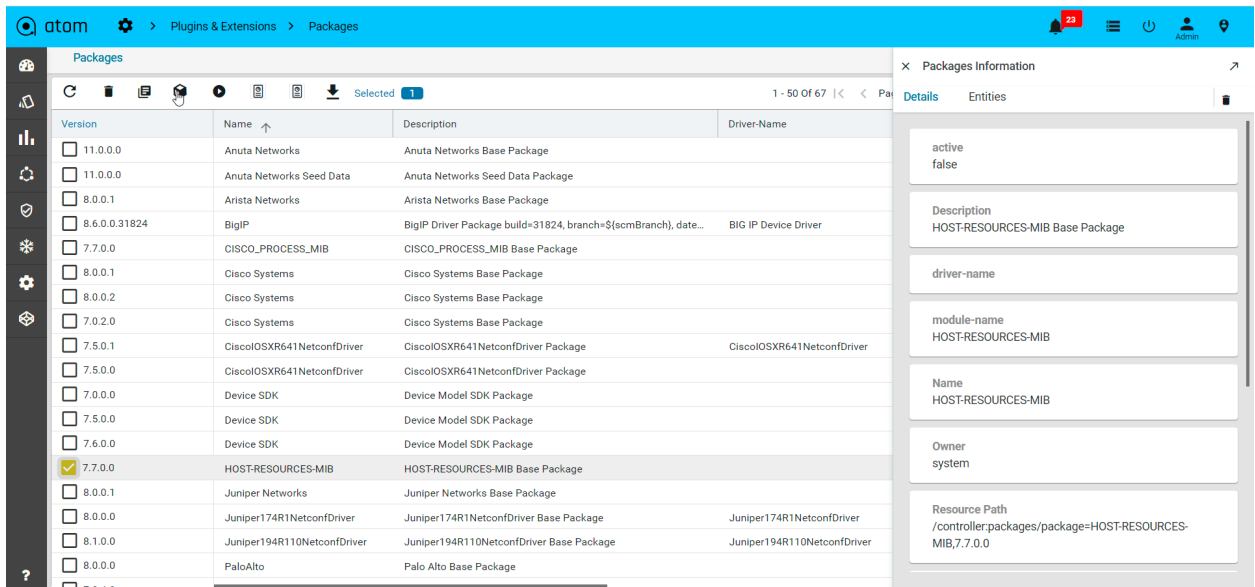 atom > Plugins & Extensions > Packages 23 Admin
Packages
Selected 1 1 - 50 Of 67
Version Name Description Driver-Name
11.0.0.0 Anuta Networks Anuta Networks Base Package
11.0.0.0 Anuta Networks Seed Data Anuta Networks Seed Data Package
8.0.0.1 Arista Networks Arista Networks Base Package
8.6.0.0.31824 BigIP BigIP Driver Package build=31824, branch=${scmBranch}, date... BIG IP Device Driver
7.7.0.0 CISCO_PROCESS_MIB CISCO_PROCESS_MIB Base Package
8.0.0.1 Cisco Systems Cisco Systems Base Package
8.0.0.2 Cisco Systems Cisco Systems Base Package
7.0.2.0 Cisco Systems Cisco Systems Base Package
7.5.0.1 CiscoIOSXR641NetconfDriver CiscoIOSXR641NetconfDriver Package CiscoIOSXR641NetconfDriver
7.5.0.0 CiscoIOSXR641NetconfDriver CiscoIOSXR641NetconfDriver Package
7.0.0.0 Device SDK Device Model SDK Package
7.5.0.0 Device SDK Device Model SDK Package
7.6.0.0 Device SDK Device Model SDK Package
7.7.0.0 HOST-RESOURCES-MIB HOST-RESOURCES-MIB Base Package
8.0.0.1 Juniper Networks Juniper Networks Base Package
8.0.0.0 Juniper174R1NetconfDriver Juniper174R1NetconfDriver Base Package Juniper174R1NetconfDriver
8.1.0.0 Juniper194R110NetconfDriver Juniper194R110NetconfDriver Base Package Juniper194R110NetconfDriver
8.0.0.0 PaloAlto Palo Alto Base Package
?
Packages Information
Details Entities
active
false
Description
HOST-RESOURCES-MIB Base Package
driver-name
module-name
HOST-RESOURCES-MIB
Name
HOST-RESOURCES-MIB
Owner
system
Resource Path
/controller:packages/package=HOST-RESOURCES-
MIB,7.7.0.0